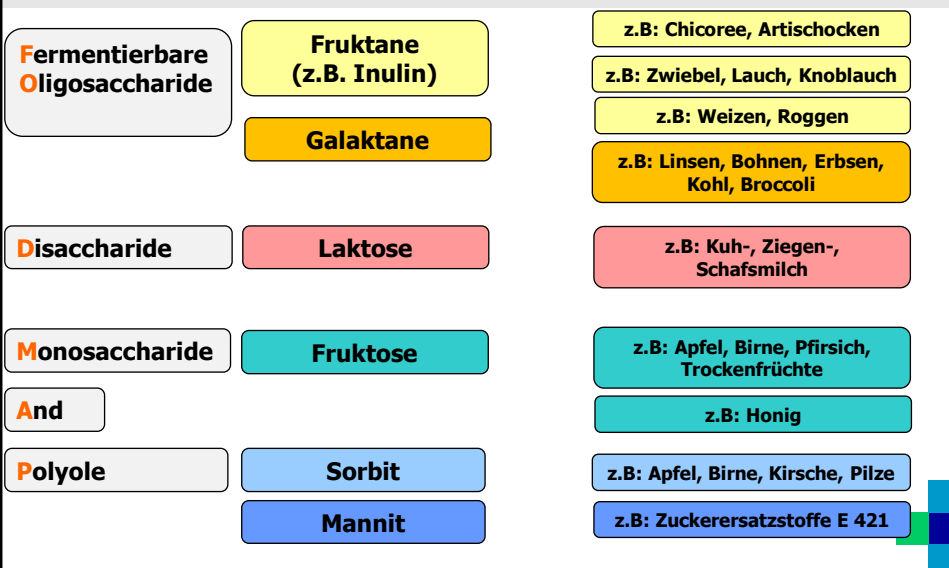 Fermentierbare
Oligosaccharide
Fruktane
(z.B. Inulin)
z.B: Chicoree, Artischocken
z.B: Zwiebel, Lauch, Knoblauch
z.B: Weizen, Roggen
Galaktane
z.B: Linsen, Bohnen, Erbsen,
Kohl, Broccoli
Disaccharide
Laktose
z.B: Kuh-, Ziegen-,
Schafsmilch
Monosaccharide
Fruktose
z.B: Apfel, Birne, Pfirsich,
Trockenfrüchte
And
z.B: Honig
Polyole
Sorbit
z.B: Apfel, Birne, Kirsche, Pilze
Mannit
z.B: Zuckerersatzstoffe E 421